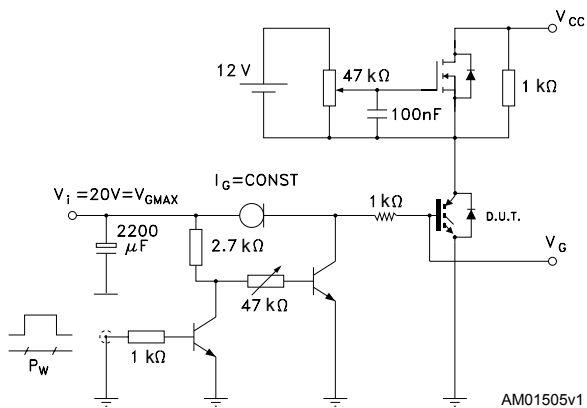 V_CC
12 V
47 kΩ
100nF
1 kΩ
I_G=CONST
V_i =20V=V_GMAX
1 kΩ
D.U.T.
2200
μF
2.7 kΩ
V_G
47 kΩ
1 kΩ
P_W
AM01505v1